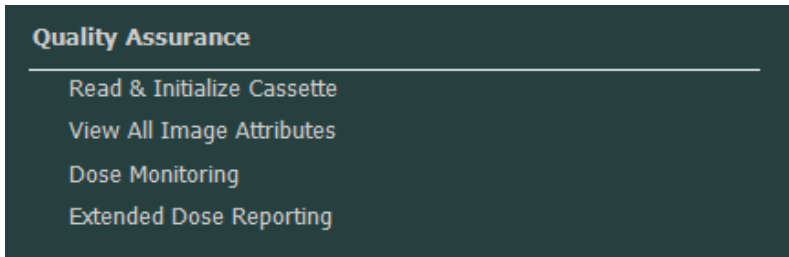 Quality Assurance
Read & Initialize Cassette
View All Image Attributes
Dose Monitoring
Extended Dose Reporting